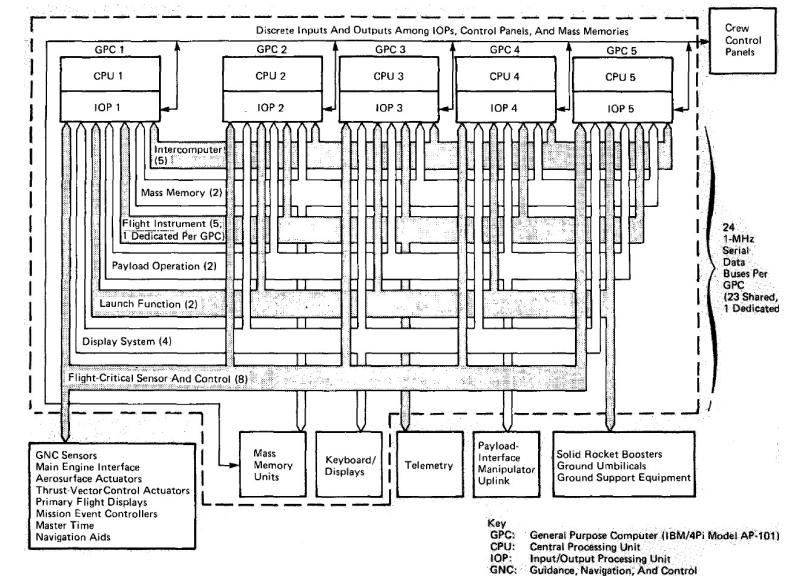 Discrete Inputs And Outputs Among IOPs, Control Panels, And Mass Memories
Crew
Control
Panels
GPC 1
GPC 2
GPC 3
GPC 4
GPC 5
CPU 1
CPU 2
CPU 3
CPU 4
CPU 5
IOP 1
IOP 2
IOP 3
IOP 4
IOP 5
Intercomputer
(5)
Mass Memory (2)
Flight Instrument (5;
1 Dedicated Per GPC)
Payload Operation (2)
Launch Function (2)
Display System (4)
Flight-Critical Sensor And Control (8)
24
1-MHz
Serial
Data
Buses Per
GPC
(23 Shared,
1 Dedicated
GNC Sensors
Main Engine Interface
Aerosurface Actuators
Thrust-Vector Control Actuators
Primary Flight Displays
Mission Event Controllers
Master Time
Navigation Aids
Mass
Memory
Units
Keyboard/
Displays
Telemetry
Payload-
Interface
Manipulator
Uplink
Solid Rocket Boosters
Ground Umbilicals
Ground Support Equipment
Key
GPC: General Purpose Computer (IBM/4Pi Model AP-101)
CPU: Central Processing Unit
IOP: Input/Output Processing Unit
GNC: Guidance, Navigation, And Control